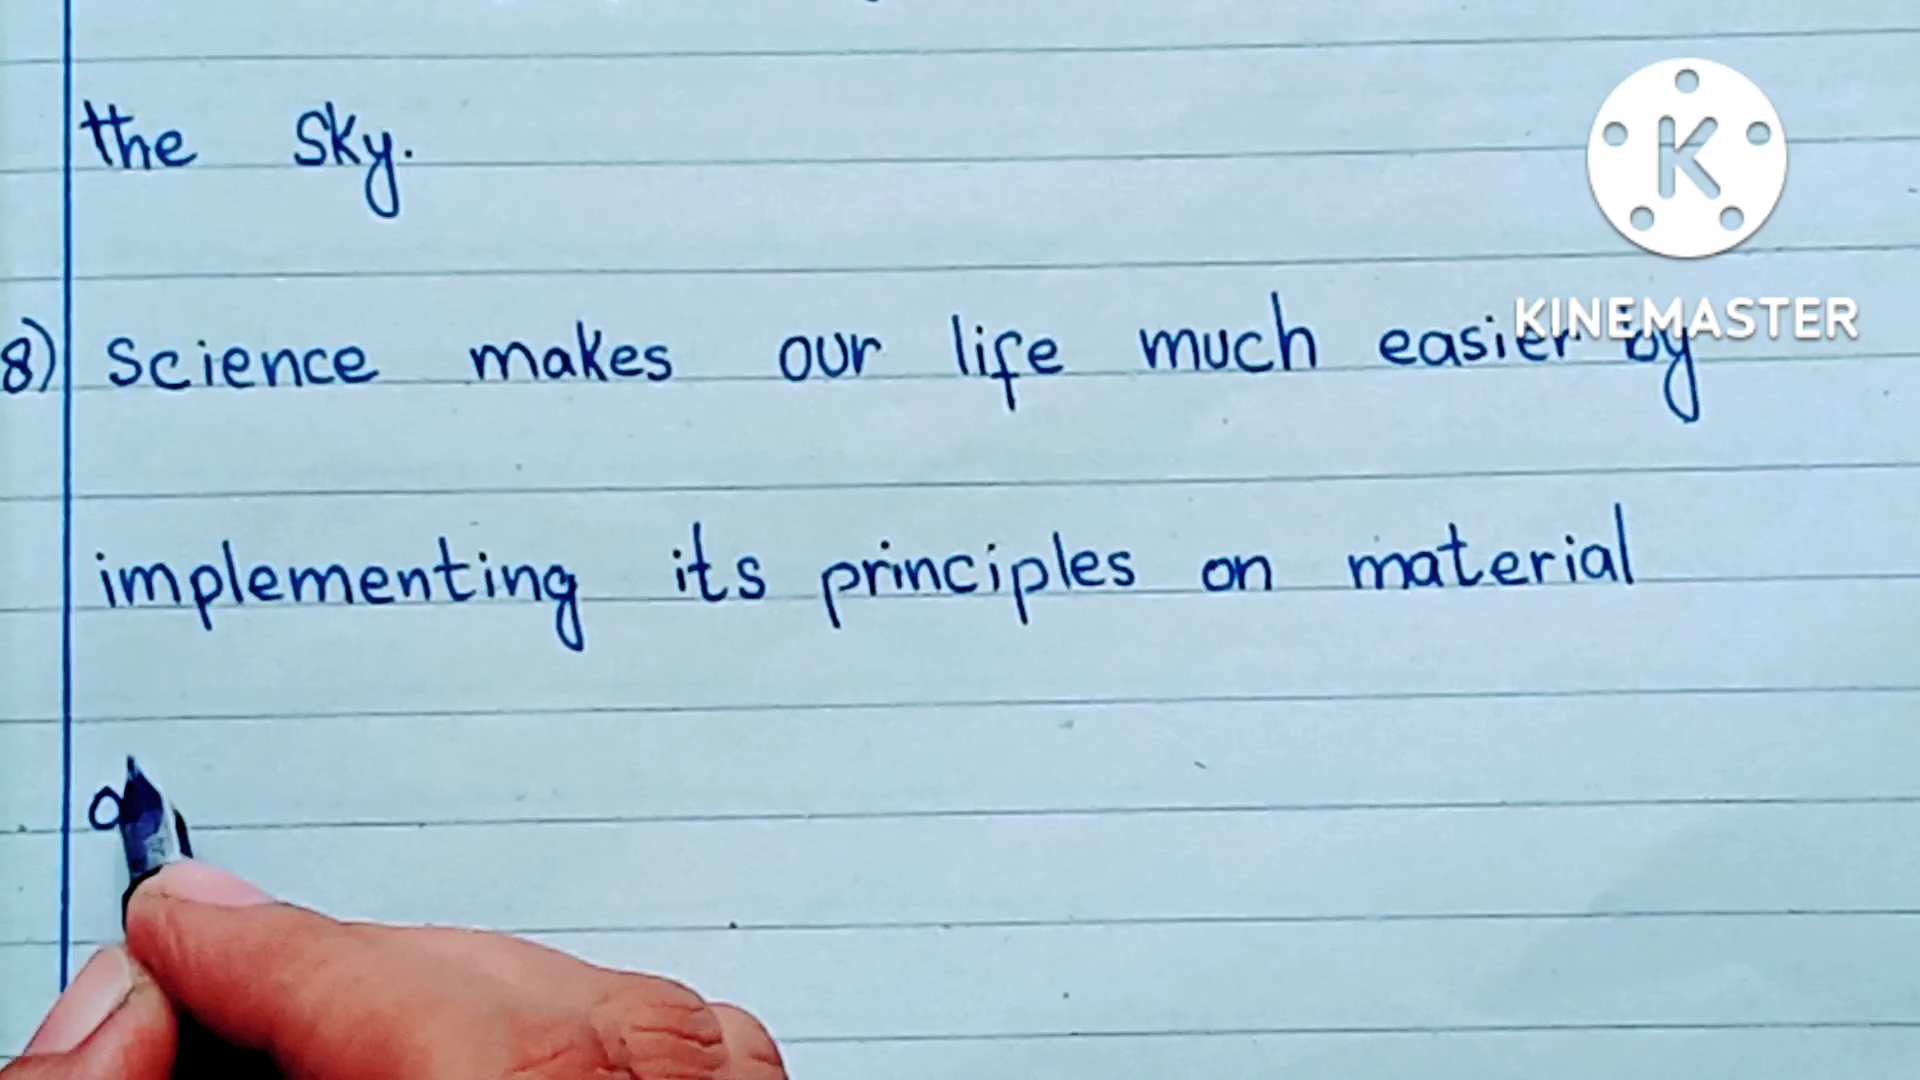 the sky.
8) Science makes our life much easier by
implementing its principles on material
KINEMASTER